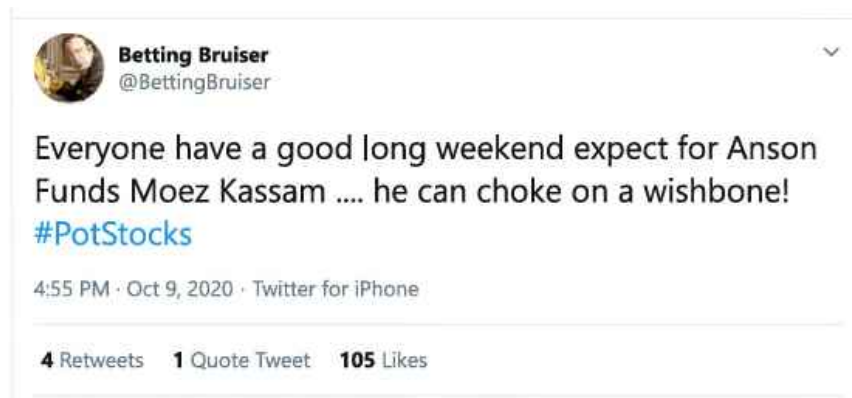 Betting Bruiser
@BettingBruiser
Everyone have a good long weekend expect for Anson
Funds Moez Kassam .... he can choke on a wishbone!
#PotStocks
4:55 PM · Oct 9, 2020 · Twitter for iPhone
4 Retweets 1 Quote Tweet 105 Likes